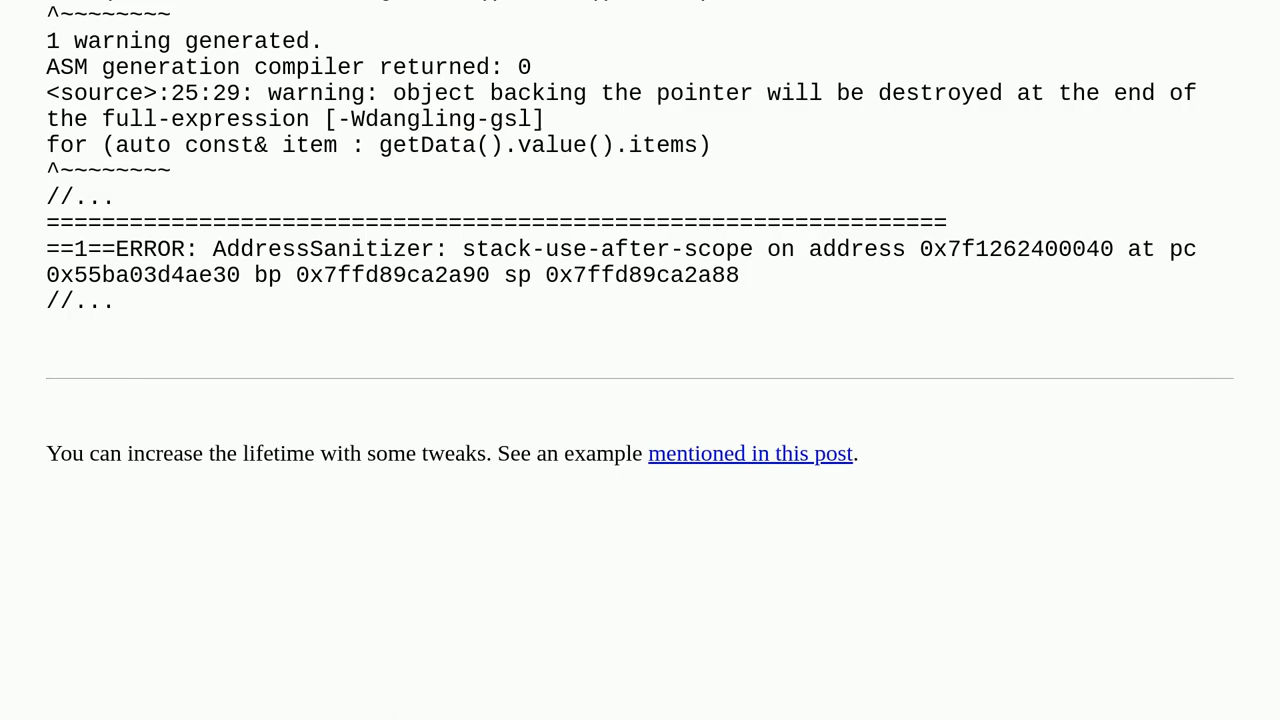 ^~~~~~~~~
1 warning generated.
ASM generation compiler returned: 0
<source>:25:29: warning: object backing the pointer will be destroyed at the end of
the full-expression [-Wdangling-gsl]
for (auto const& item : getData().value().items)
^~~~~~~~~
//...
=================================================================
==1==ERROR: AddressSanitizer: stack-use-after-scope on address 0x7f1262400040 at pc
0x55ba03d4ae30 bp 0x7ffd89ca2a90 sp 0x7ffd89ca2a88
//...
You can increase the lifetime with some tweaks. See an example mentioned in this post.